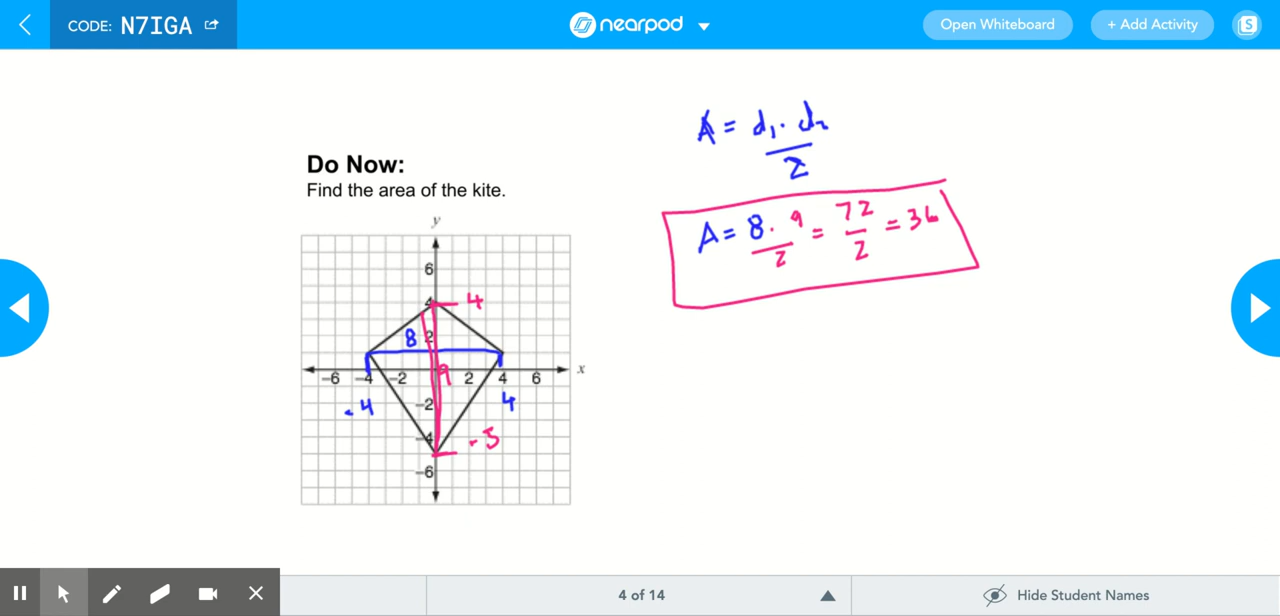 CODE: N7IGA
nearpod
Open Whiteboard
+ Add Activity
S
A = d₁ · d₂
2
Do Now:
Find the area of the kite.
A = 8 · 9 = 72 = 36
2 2
y
6
4 4
8 2
x
-6 -4 -2 9 2 4 6
-4 -2 4
-4 -5
-6
4 of 14
Hide Student Names